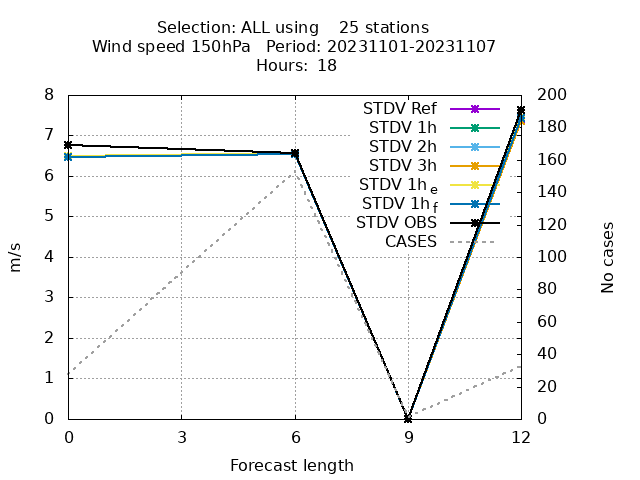 Selection: ALL using    25 stations
Wind speed 150hPa   Period: 20231101-20231107
Hours: 18
STDV Ref
STDV 1h
STDV 2h
STDV 3h
STDV 1h e
STDV 1h f
STDV OBS
CASES
8
7
6
5
4
3
2
1
0
m/s
200
180
160
140
120
100
80
60
40
20
0
No cases
0 3 6 9 12
Forecast length